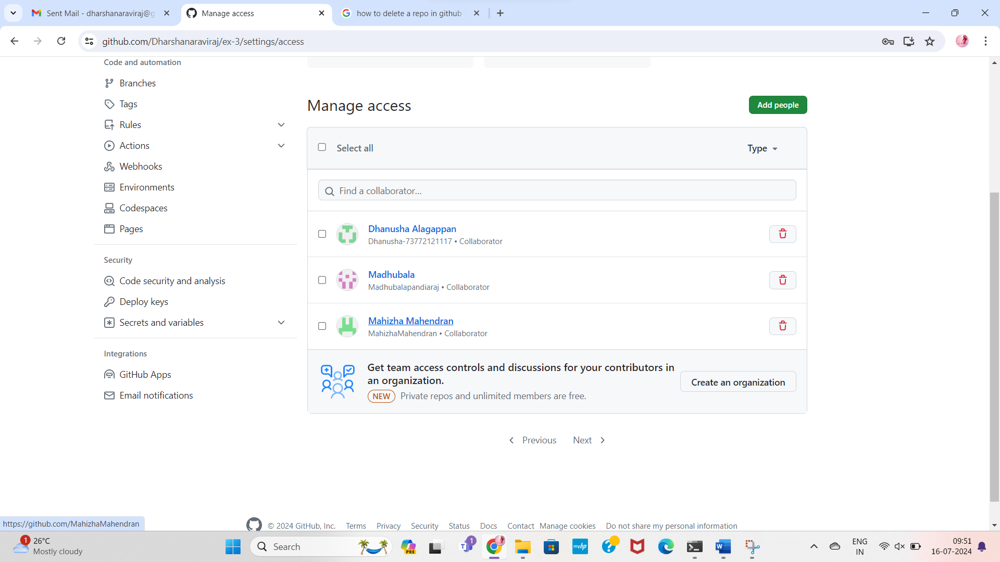 Sent Mail - dharshanaraviraj@g
Manage access
how to delete a repo in github
github.com/Dharshanaraviraj/ex-3/settings/access
Code and automation
Branches
Tags
Rules
Actions
Webhooks
Environments
Codespaces
Pages
Security
Code security and analysis
Deploy keys
Secrets and variables
Integrations
GitHub Apps
Email notifications
Manage access
Add people
Select all
Type
Find a collaborator...
Dhanusha Alagappan
Dhanusha-73772121117 • Collaborator
Madhubala
Madhubalapandiaraj • Collaborator
Mahizha Mahendran
MahizhaMahendran • Collaborator
Get team access controls and discussions for your contributors in
an organization.
NEW Private repos and unlimited members are free.
Create an organization
Previous Next
https://github.com/MahizhaMahendran
© 2024 GitHub, Inc. Terms Privacy Security Status Docs Contact Manage cookies Do not share my personal information
1
26°C
Mostly cloudy
Search
PRE
1
myhp
ENG
IN
09:51
16-07-2024